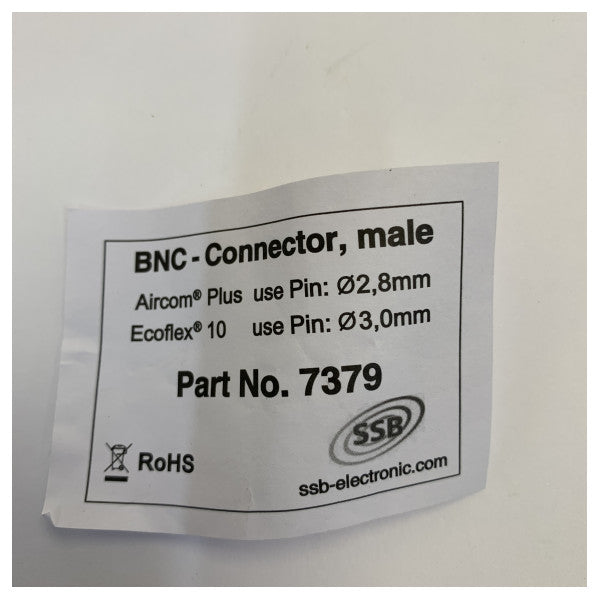 BNC - Connector, male
Aircom® Plus use Pin: Ø2,8mm
Ecoflex® 10 use Pin: Ø3,0mm
Part No. 7379
SSB
RoHS
ssb-electronic.com